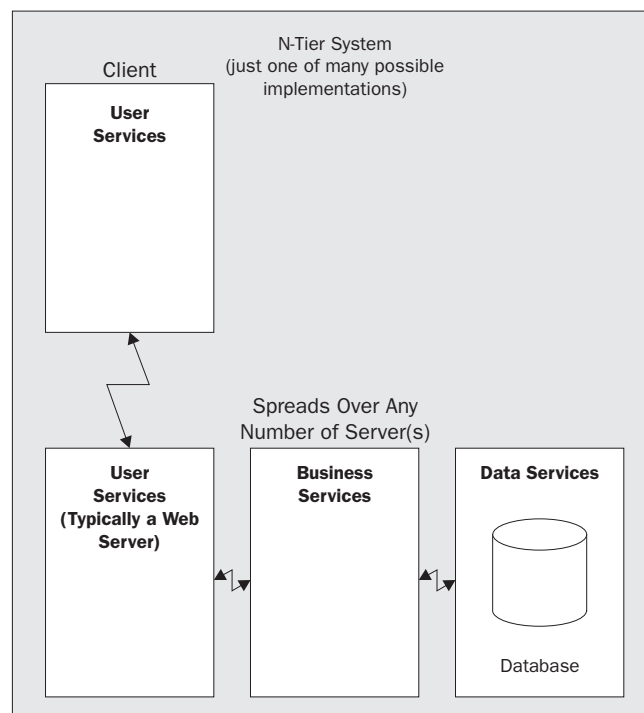 N-Tier System
(just one of many possible
implementations)
Client
User
Services
Spreads Over Any
Number of Server(s)
User
Services
(Typically a Web
Server)
Business
Services
Data Services
Database